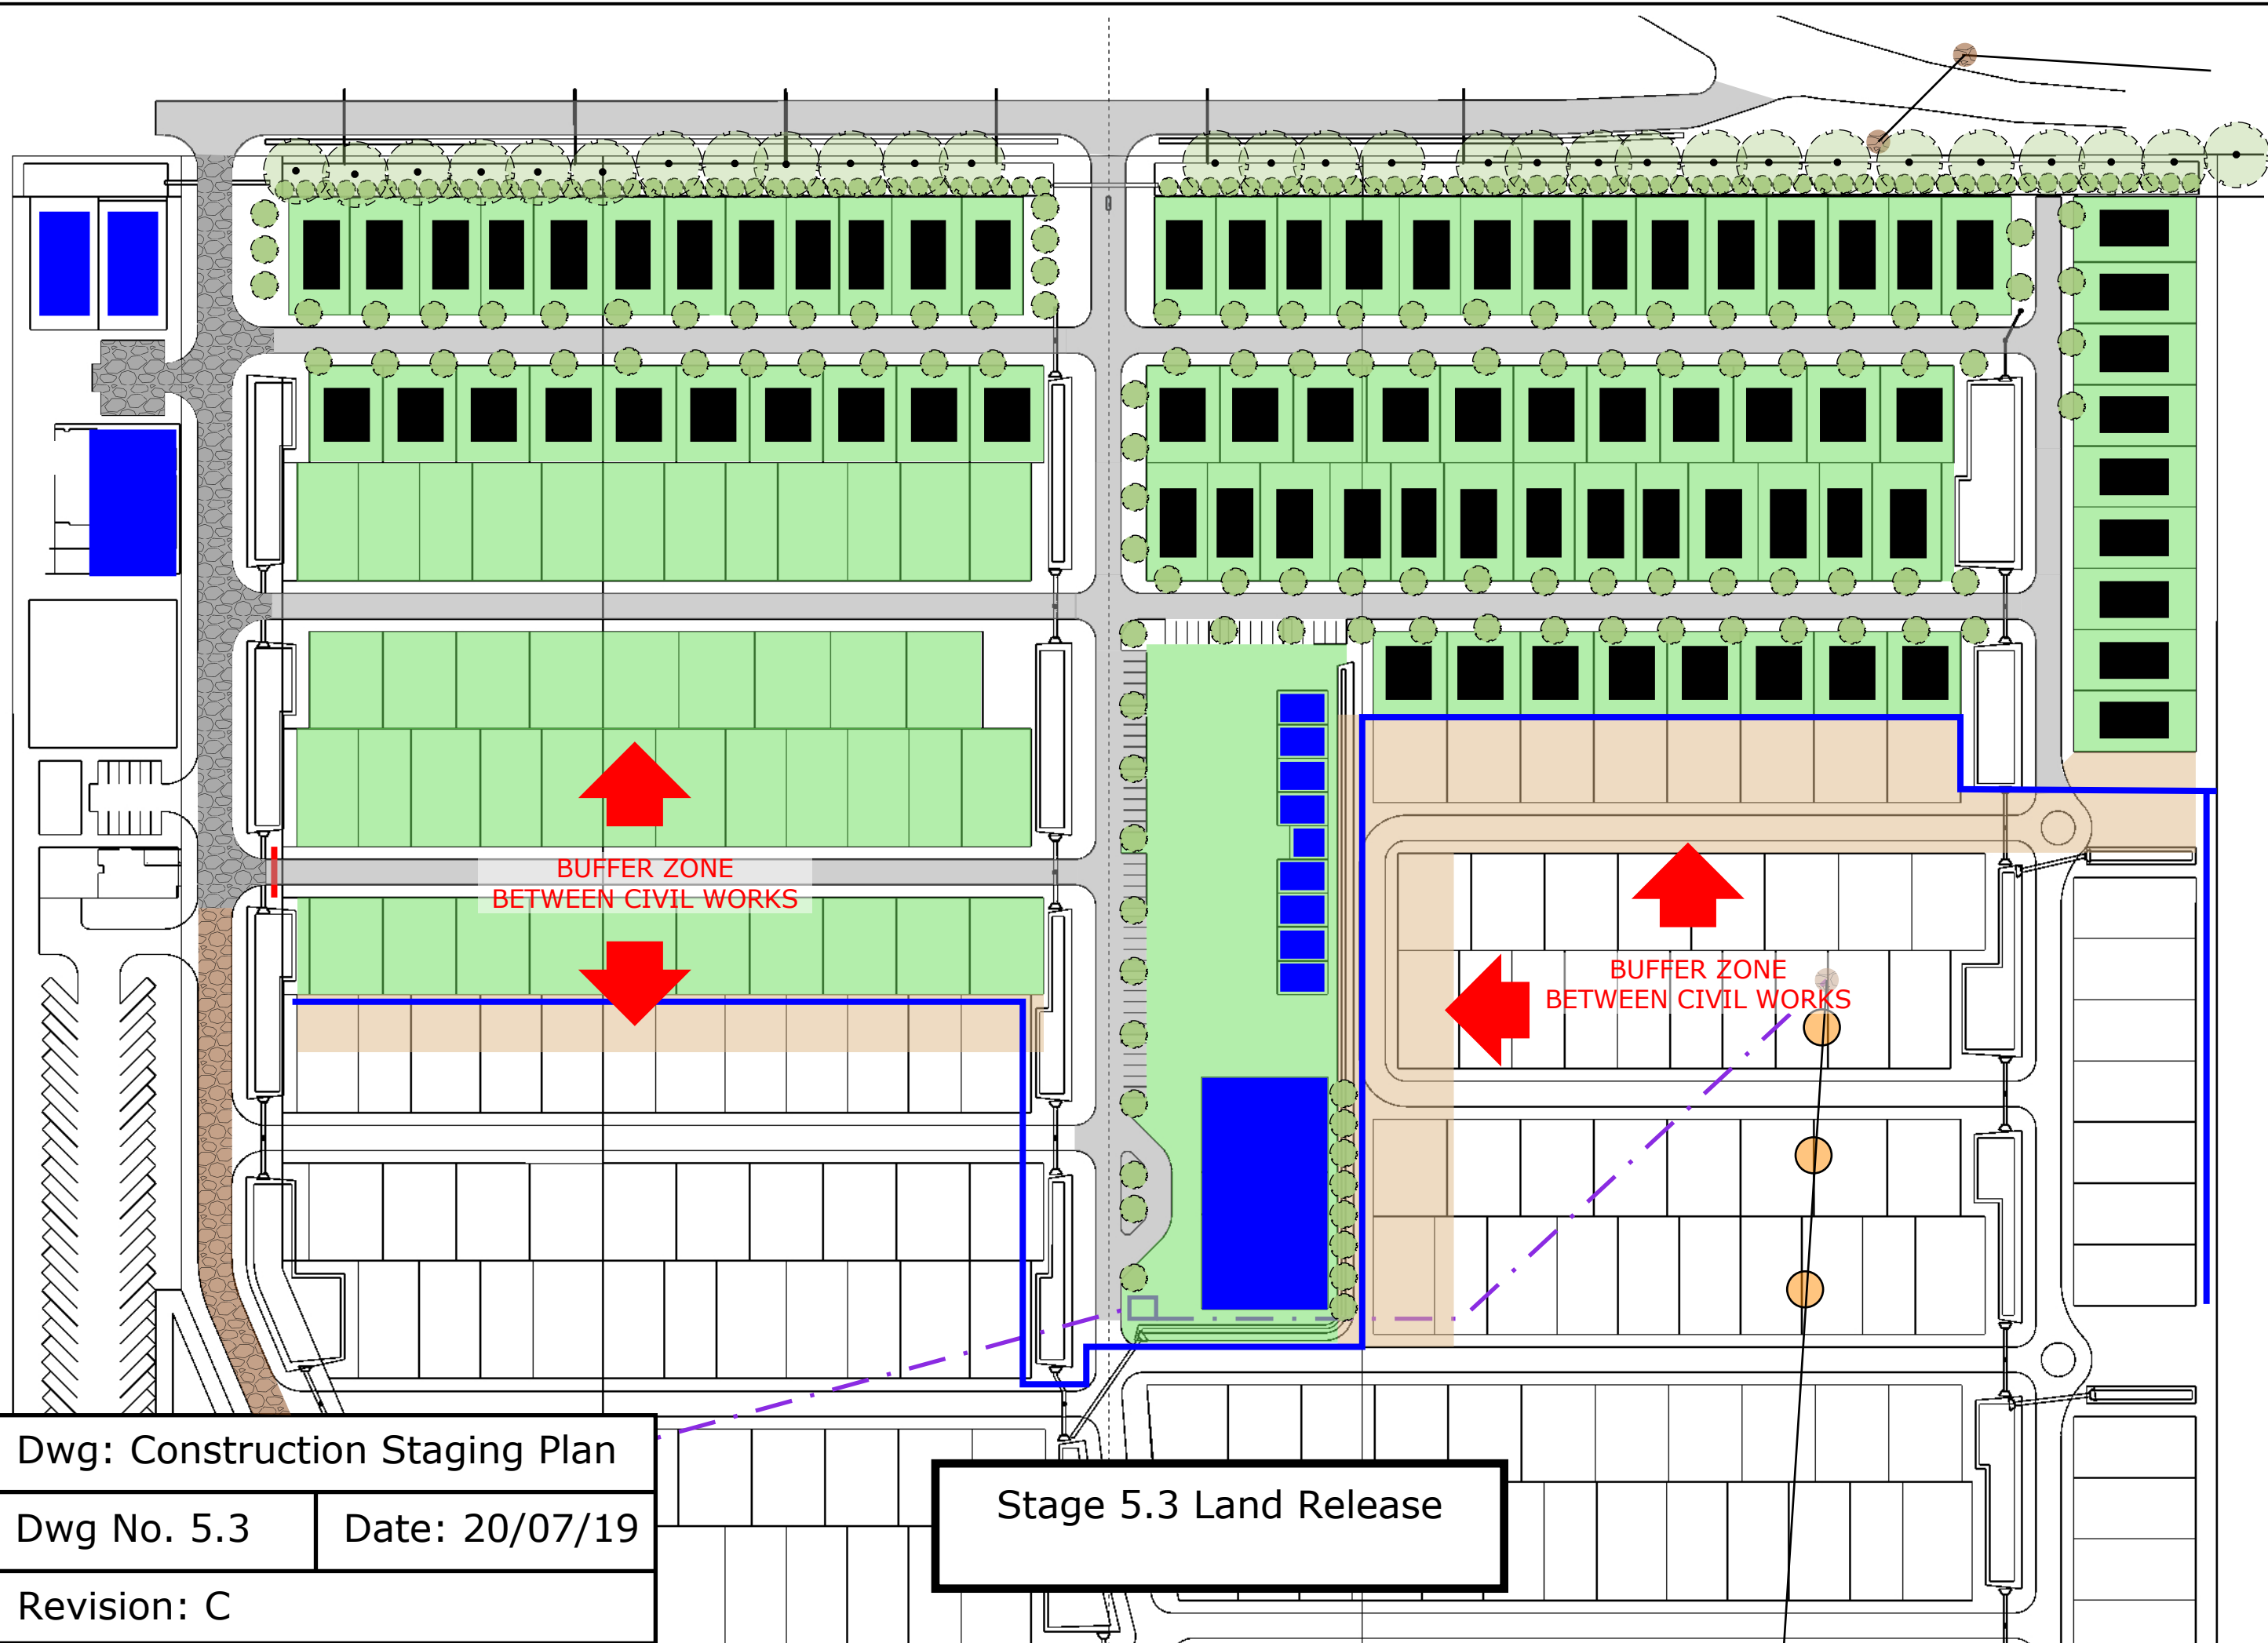 BUFFER ZONE
BETWEEN CIVIL WORKS
BUFFER ZONE
BETWEEN CIVIL WORKS
Dwg: Construction Staging Plan
Dwg No. 5.3
Date: 20/07/19
Revision: C
Stage 5.3 Land Release